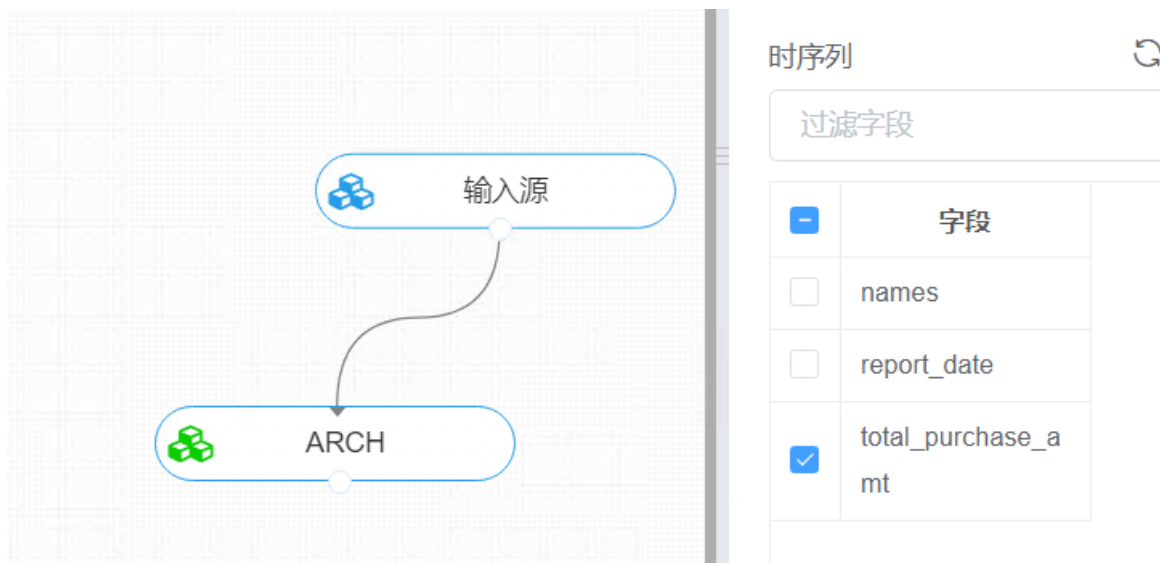 输入源
ARCH
时序列
过滤字段
字段
names
report_date
total_purchase_a
mt